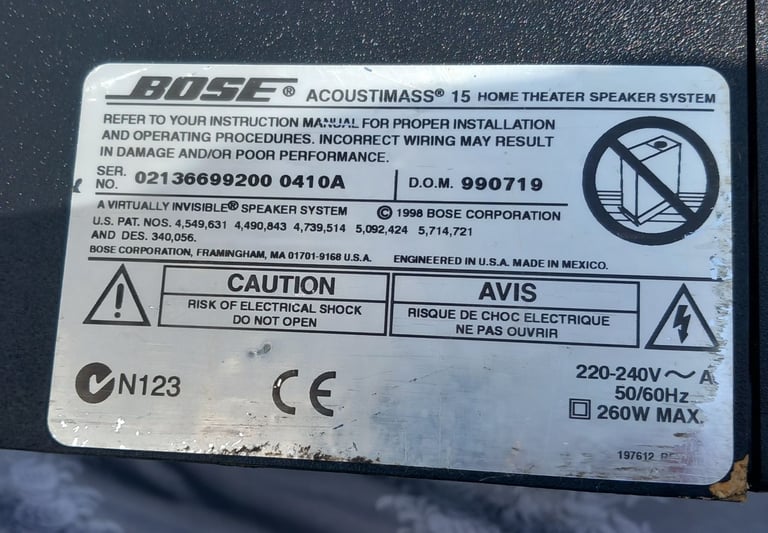 BOSE® ACOUSTIMASS® 15 HOME THEATER SPEAKER SYSTEM
REFER TO YOUR INSTRUCTION MANUAL FOR PROPER INSTALLATION
AND OPERATING PROCEDURES. INCORRECT WIRING MAY RESULT
IN DAMAGE AND/OR POOR PERFORMANCE.
SER. NO. 02136699200 0410A D.O.M. 990719
A VIRTUALLY INVISIBLE® SPEAKER SYSTEM © 1998 BOSE CORPORATION
U.S. PAT. NOS. 4,549,631 4,490,843 4,739,514 5,092,424 5,714,721
AND DES. 340,056.
BOSE CORPORATION, FRAMINGHAM, MA 01701-9168 U.S.A. ENGINEERED IN U.S.A. MADE IN MEXICO.
CAUTION
RISK OF ELECTRICAL SHOCK
DO NOT OPEN
AVIS
RISQUE DE CHOC ELECTRIQUE
NE PAS OUVRIR
N123
CE
220-240V ~ A
50/60Hz
260W MAX.
197612